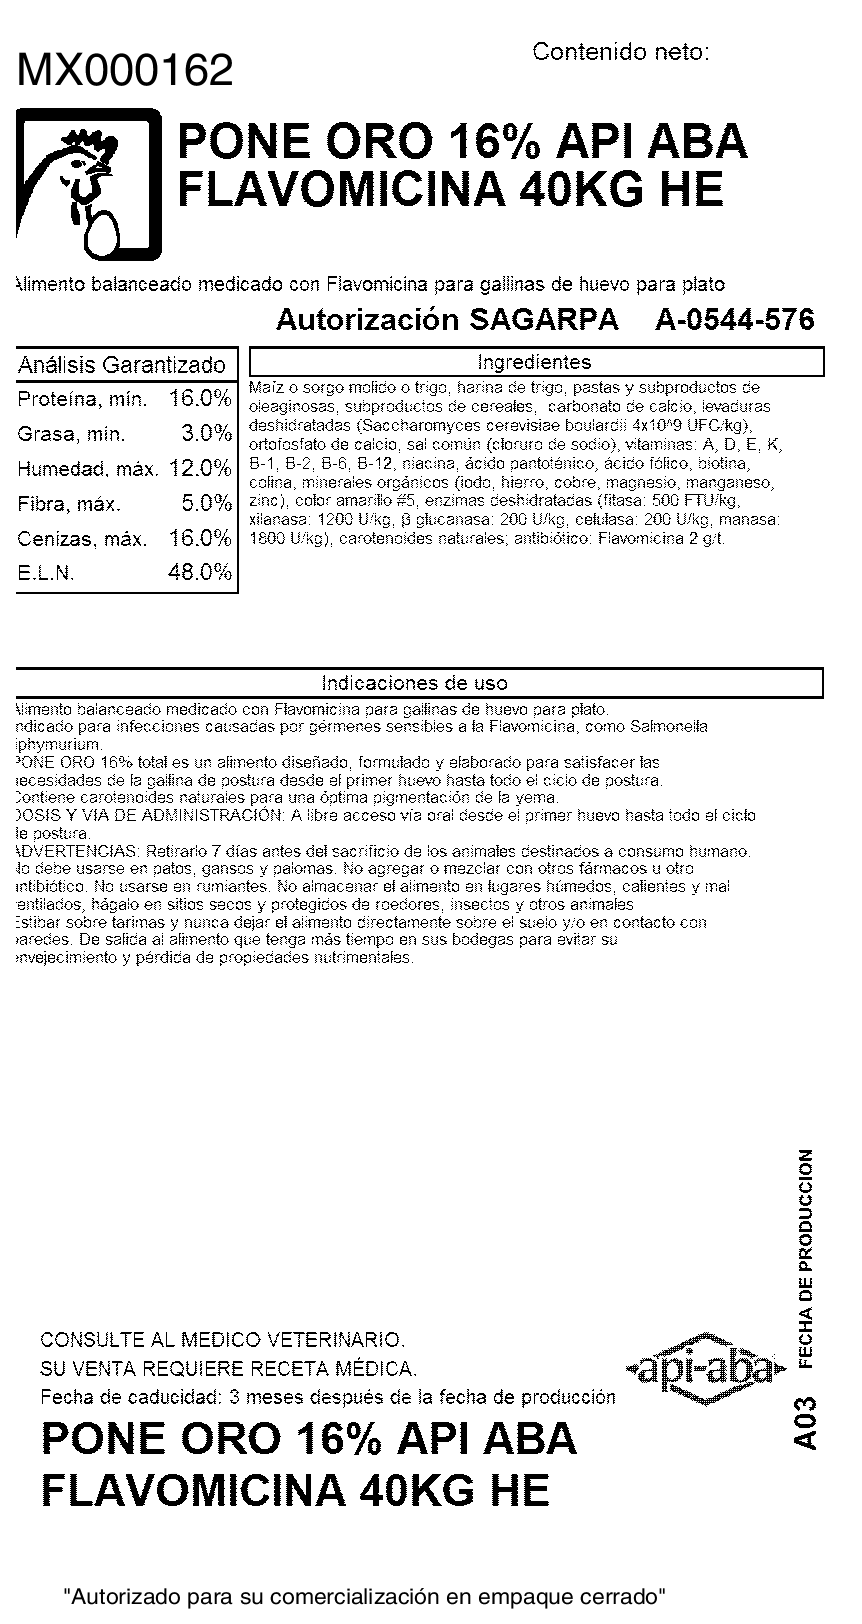 Contenido neto:
MX000162
PONE ORO 16% API ABA
FLAVOMICINA 40KG HE
Alimento balanceado medicado con Flavomicina para gallinas de huevo para plato
Autorización SAGARPA A-0544-576
Análisis Garantizado
Proteína, mín. 16.0%
Grasa, mín. 3.0%
Humedad, máx. 12.0%
Fibra, máx. 5.0%
Cenizas, máx. 16.0%
E.L.N. 48.0%
Ingredientes
Maíz o sorgo molido o trigo, harina de trigo, pastas y subproductos de
oleaginosas, subproductos de cereales, carbonato de calcio, levaduras
deshidratadas (Saccharomyces cerevisiae boulardii 4x10^9 UFC/kg),
ortofosfato de calcio, sal común (cloruro de sodio), vitaminas: A, D, E, K,
B-1, B-2, B-6, B-12, niacina, ácido pantoténico, ácido fólico, biotina,
colina, minerales orgánicos (iodo, hierro, cobre, magnesio, manganeso,
zinc), color amarillo #5, enzimas deshidratadas (fitasa: 500 FTU/kg,
xilanasa: 1200 U/kg, β glucanasa: 200 U/kg, celulasa: 200 U/kg, manasa:
1800 U/kg), carotenoides naturales; antibiótico: Flavomicina 2 g/t.
Indicaciones de uso
Alimento balanceado medicado con Flavomicina para gallinas de huevo para plato.
ndicado para infecciones causadas por gérmenes sensibles a la Flavomicina, como Salmonella
iphymurium.
PONE ORO 16% total es un alimento diseñado, formulado y elaborado para satisfacer las
necesidades de la gallina de postura desde el primer huevo hasta todo el ciclo de postura.
Contiene carotenoides naturales para una óptima pigmentación de la yema.
DOSIS Y VIA DE ADMINISTRACIÓN: A libre acceso vía oral desde el primer huevo hasta todo el ciclo
de postura.
ADVERTENCIAS: Retirarlo 7 días antes del sacrificio de los animales destinados a consumo humano.
No debe usarse en patos, gansos y palomas. No agregar o mezclar con otros fármacos u otro
antibiótico. No usarse en rumiantes. No almacenar el alimento en lugares húmedos, calientes y mal
ventilados, hágalo en sitios secos y protegidos de roedores, insectos y otros animales
Estibar sobre tarimas y nunca dejar el alimento directamente sobre el suelo y/o en contacto con
paredes. De salida al alimento que tenga más tiempo en sus bodegas para evitar su
envejecimiento y pérdida de propiedades nutrimentales.
A03 FECHA DE PRODUCCION
CONSULTE AL MEDICO VETERINARIO.
SU VENTA REQUIERE RECETA MÉDICA.
Fecha de caducidad: 3 meses después de la fecha de producción
api-aba
PONE ORO 16% API ABA
FLAVOMICINA 40KG HE
"Autorizado para su comercialización en empaque cerrado"